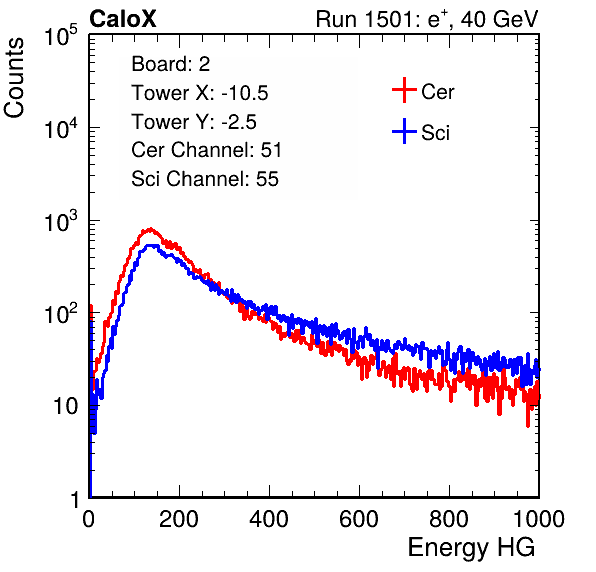 CaloX Run 1501: e+, 40 GeV
Counts
Board: 2
Tower X: -10.5
Tower Y: -2.5
Cer Channel: 51
Sci Channel: 55
Cer
Sci
10^5
10^4
10^3
10^2
10
1
0 200 400 600 800 1000
Energy HG